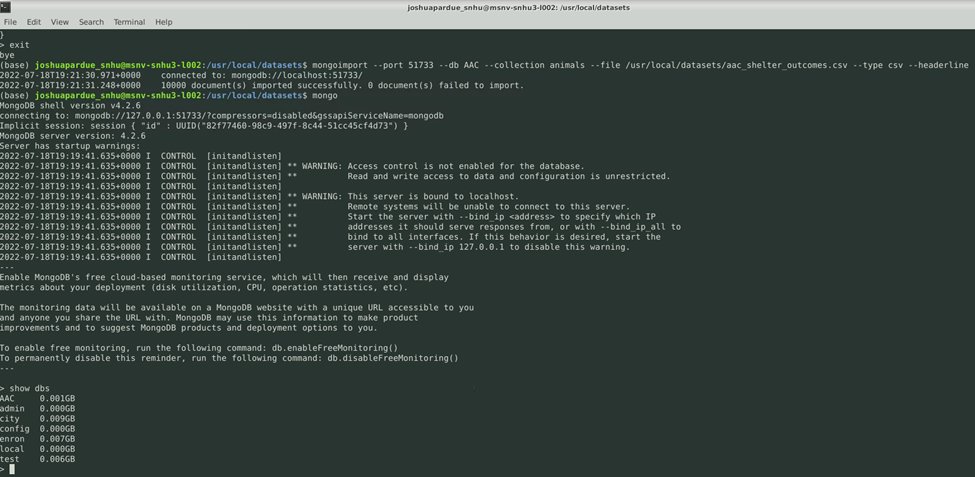 joshuapardue_snhu@msnv-snhu3-l002: /usr/local/datasets
File Edit View Search Terminal Help
}
> exit
bye
(base) joshuapardue_snhu@msnv-snhu3-l002:/usr/local/datasets$ mongoimport --port 51733 --db AAC --collection animals --file /usr/local/datasets/aac_shelter_outcomes.csv --type csv --headerline
2022-07-18T19:21:30.971+0000    connected to: mongodb://localhost:51733/
2022-07-18T19:21:31.248+0000    10000 document(s) imported successfully. 0 document(s) failed to import.
(base) joshuapardue_snhu@msnv-snhu3-l002:/usr/local/datasets$ mongo
MongoDB shell version v4.2.6
connecting to: mongodb://127.0.0.1:51733/?compressors=disabled&gssapiServiceName=mongodb
Implicit session: session { "id" : UUID("82f77460-98c9-497f-8c44-51cc45cf4d73") }
MongoDB server version: 4.2.6
Server has startup warnings:
2022-07-18T19:19:41.635+0000 I  CONTROL  [initandlisten]
2022-07-18T19:19:41.635+0000 I  CONTROL  [initandlisten] ** WARNING: Access control is not enabled for the database.
2022-07-18T19:19:41.635+0000 I  CONTROL  [initandlisten] **          Read and write access to data and configuration is unrestricted.
2022-07-18T19:19:41.635+0000 I  CONTROL  [initandlisten]
2022-07-18T19:19:41.635+0000 I  CONTROL  [initandlisten] ** WARNING: This server is bound to localhost.
2022-07-18T19:19:41.635+0000 I  CONTROL  [initandlisten] **          Remote systems will be unable to connect to this server.
2022-07-18T19:19:41.635+0000 I  CONTROL  [initandlisten] **          Start the server with --bind_ip <address> to specify which IP
2022-07-18T19:19:41.635+0000 I  CONTROL  [initandlisten] **          addresses it should serve responses from, or with --bind_ip_all to
2022-07-18T19:19:41.635+0000 I  CONTROL  [initandlisten] **          bind to all interfaces. If this behavior is desired, start the
2022-07-18T19:19:41.635+0000 I  CONTROL  [initandlisten] **          server with --bind_ip 127.0.0.1 to disable this warning.
2022-07-18T19:19:41.635+0000 I  CONTROL  [initandlisten]
---
Enable MongoDB's free cloud-based monitoring service, which will then receive and display
metrics about your deployment (disk utilization, CPU, operation statistics, etc).

The monitoring data will be available on a MongoDB website with a unique URL accessible to you
and anyone you share the URL with. MongoDB may use this information to make product
improvements and to suggest MongoDB products and deployment options to you.

To enable free monitoring, run the following command: db.enableFreeMonitoring()
To permanently disable this reminder, run the following command: db.disableFreeMonitoring()
---

> show dbs
AAC     0.001GB
admin   0.000GB
city    0.009GB
config  0.000GB
enron   0.007GB
local   0.000GB
test    0.006GB
>